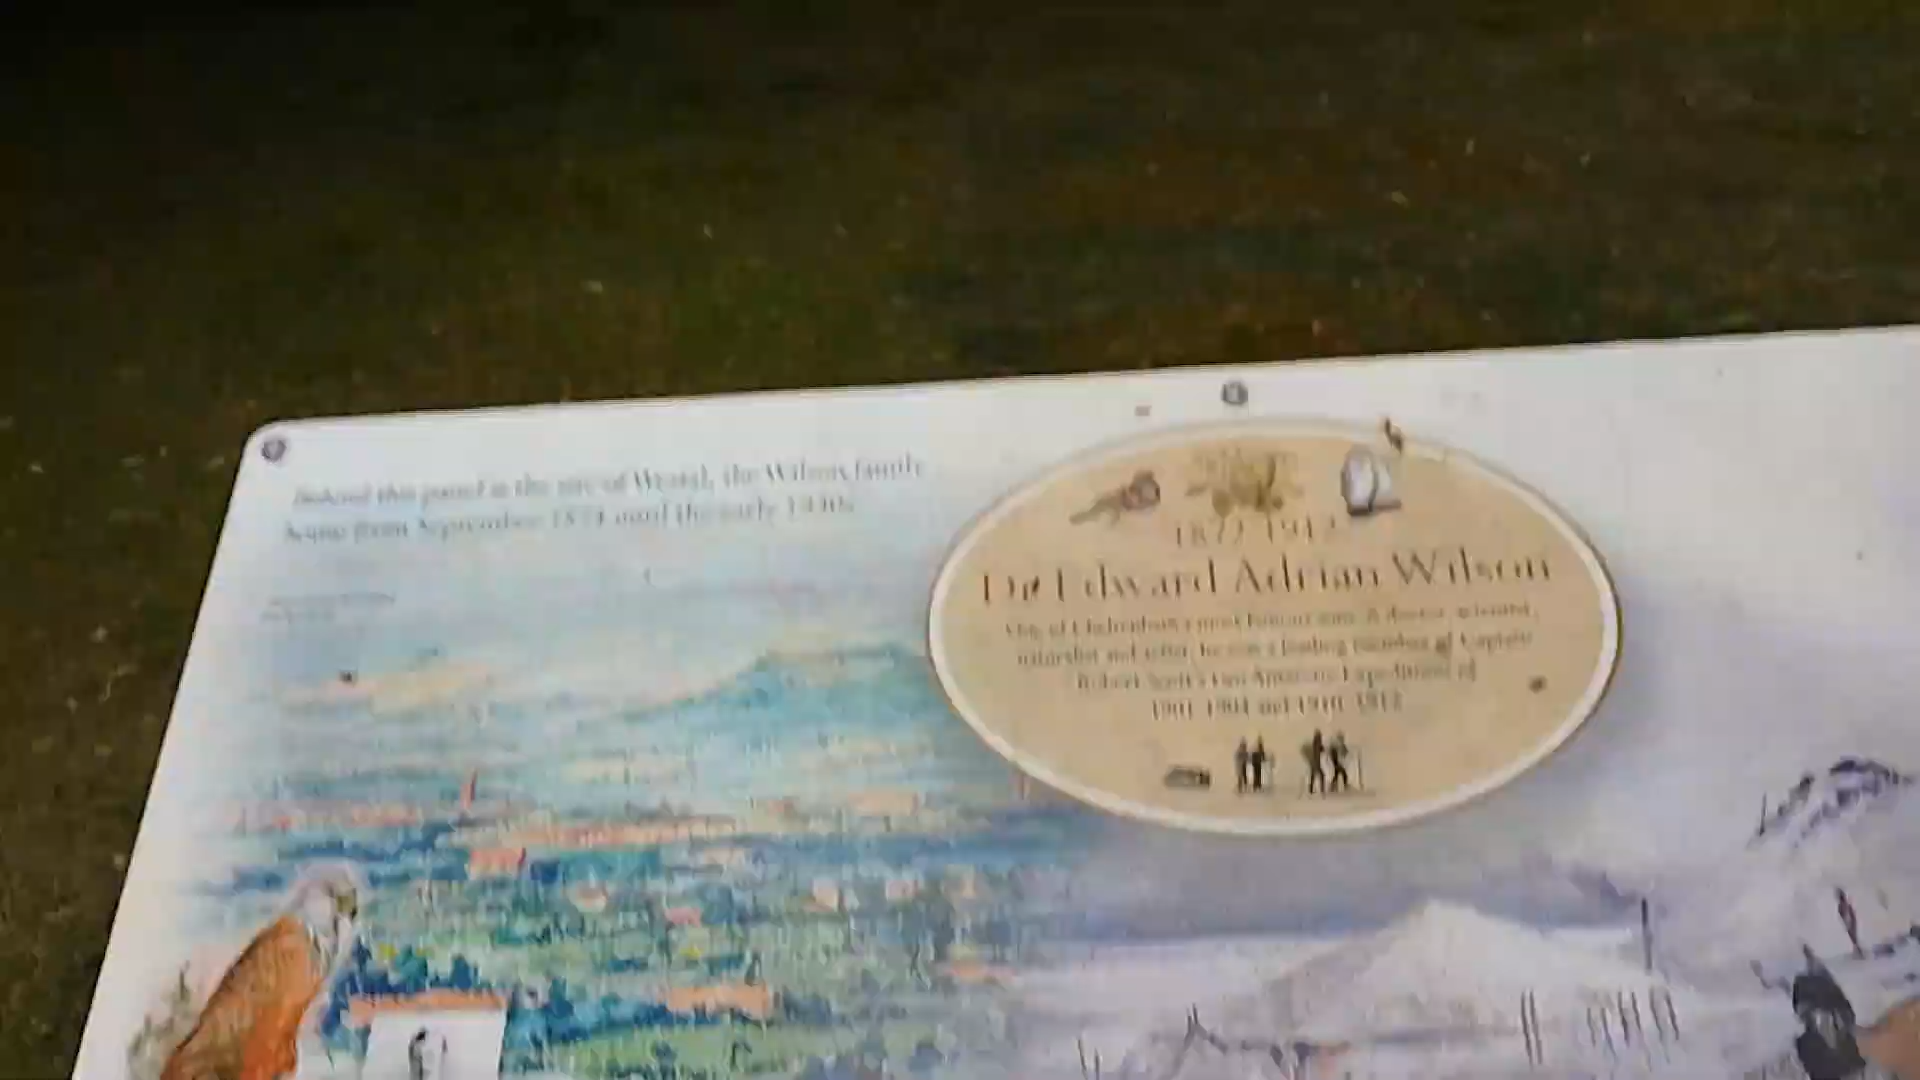 Behind this panel is the site of Westal, the Wilson family
home from September 1874 until the early 1940s.
1872-1912
Dr Edward Adrian Wilson
One of Cheltenham's most famous sons. A doctor, scientist,
naturalist and artist, he was a leading member of Captain
Robert Scott's two Antarctic Expeditions of
1901-1904 and 1910-1912